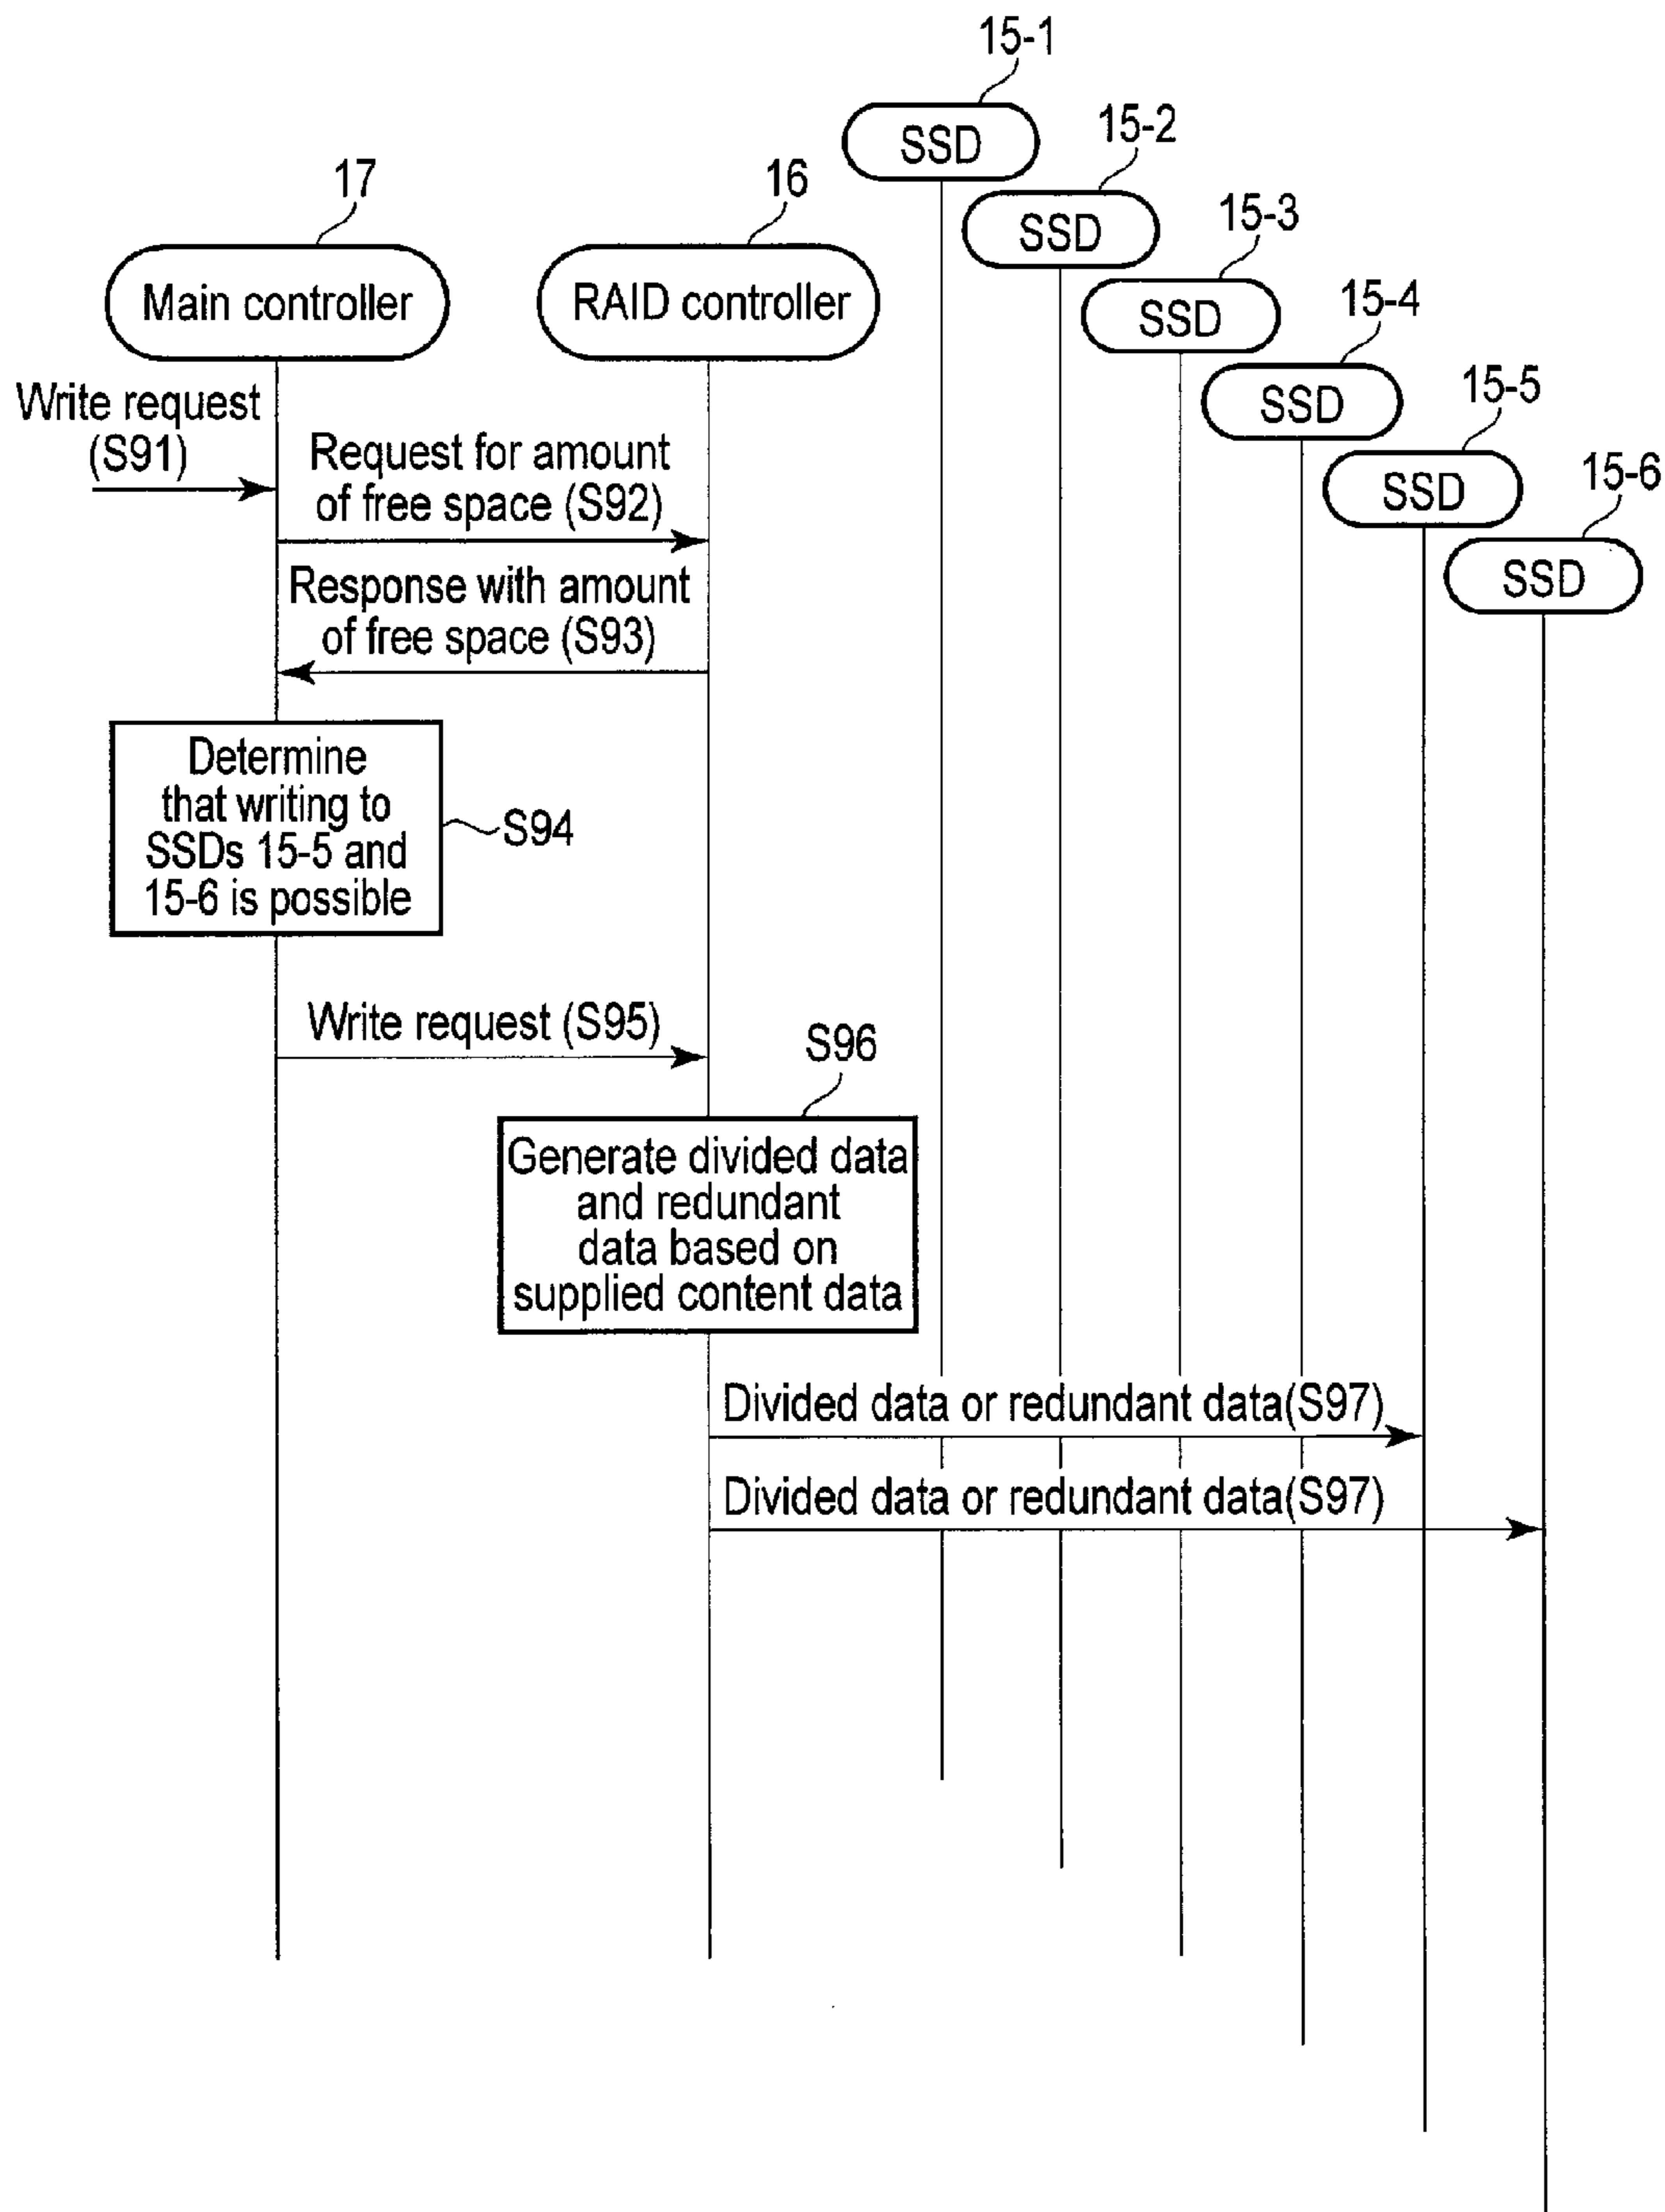 15-1
SSD
15-2
SSD
15-3
SSD
15-4
SSD
15-5
SSD
15-6
SSD
17
Main controller
16
RAID controller
Write request
(S91)
Request for amount
of free space (S92)
Response with amount
of free space (S93)
Determine
that writing to
SSDs 15-5 and
15-6 is possible
S94
Write request (S95)
S96
Generate divided data
and redundant
data based on
supplied content data
Divided data or redundant data(S97)
Divided data or redundant data(S97)